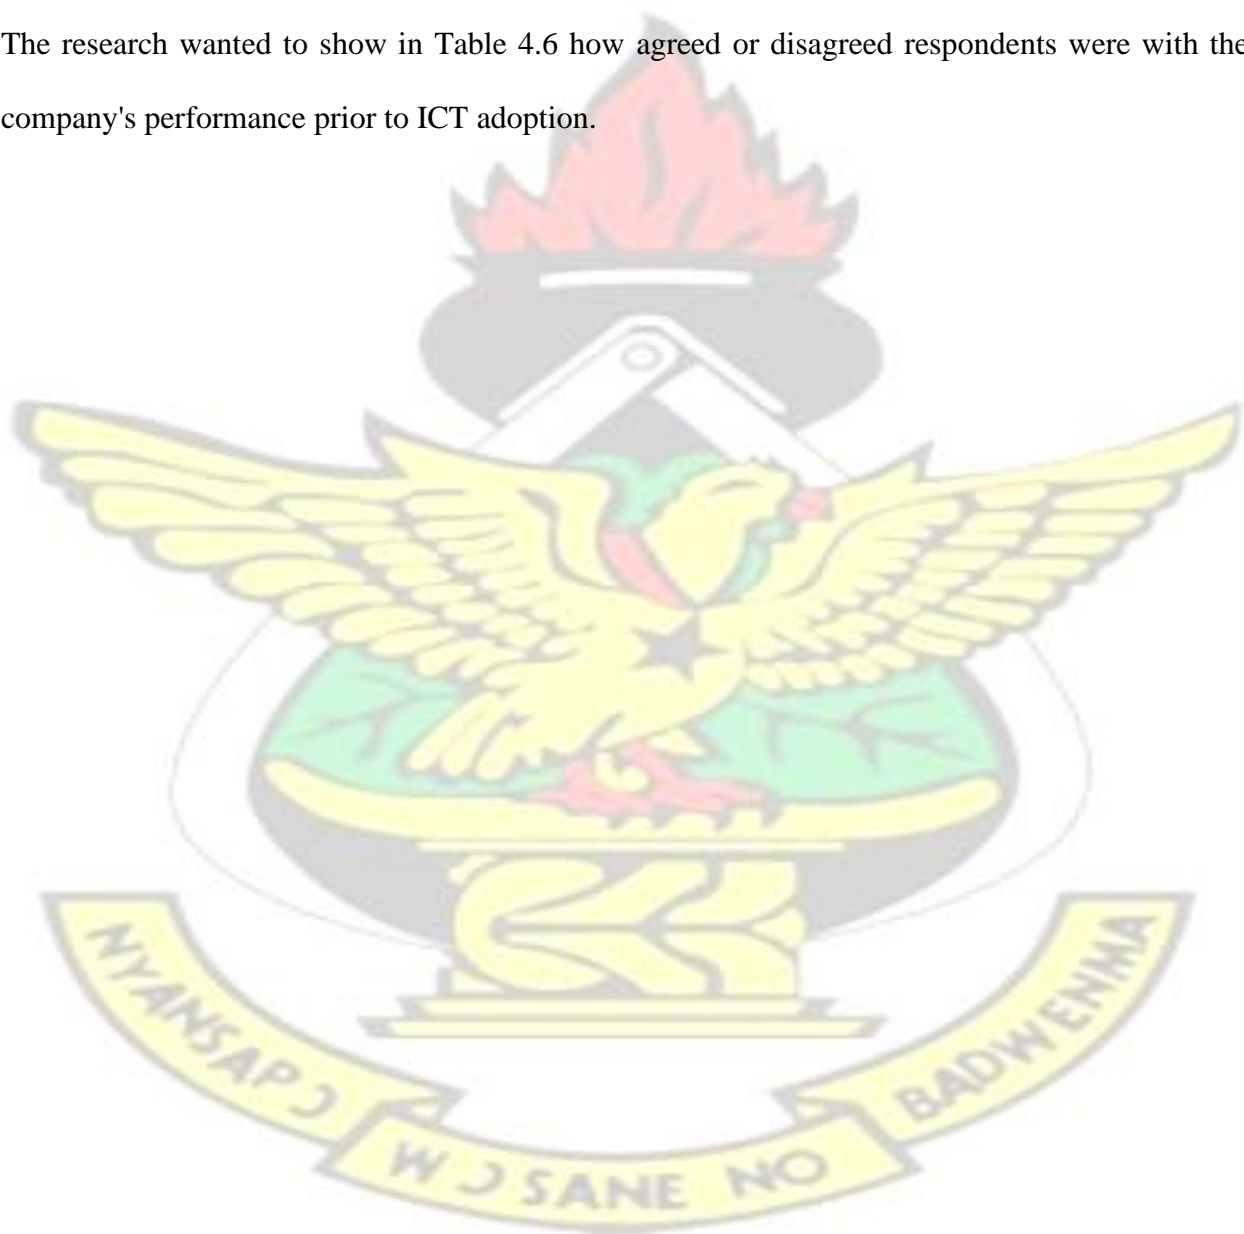 The research wanted to show in Table 4.6 how agreed or disagreed respondents were with the
company's performance prior to ICT adoption.
NYANSAPƆ
WƆSANE NO
BADWENMA